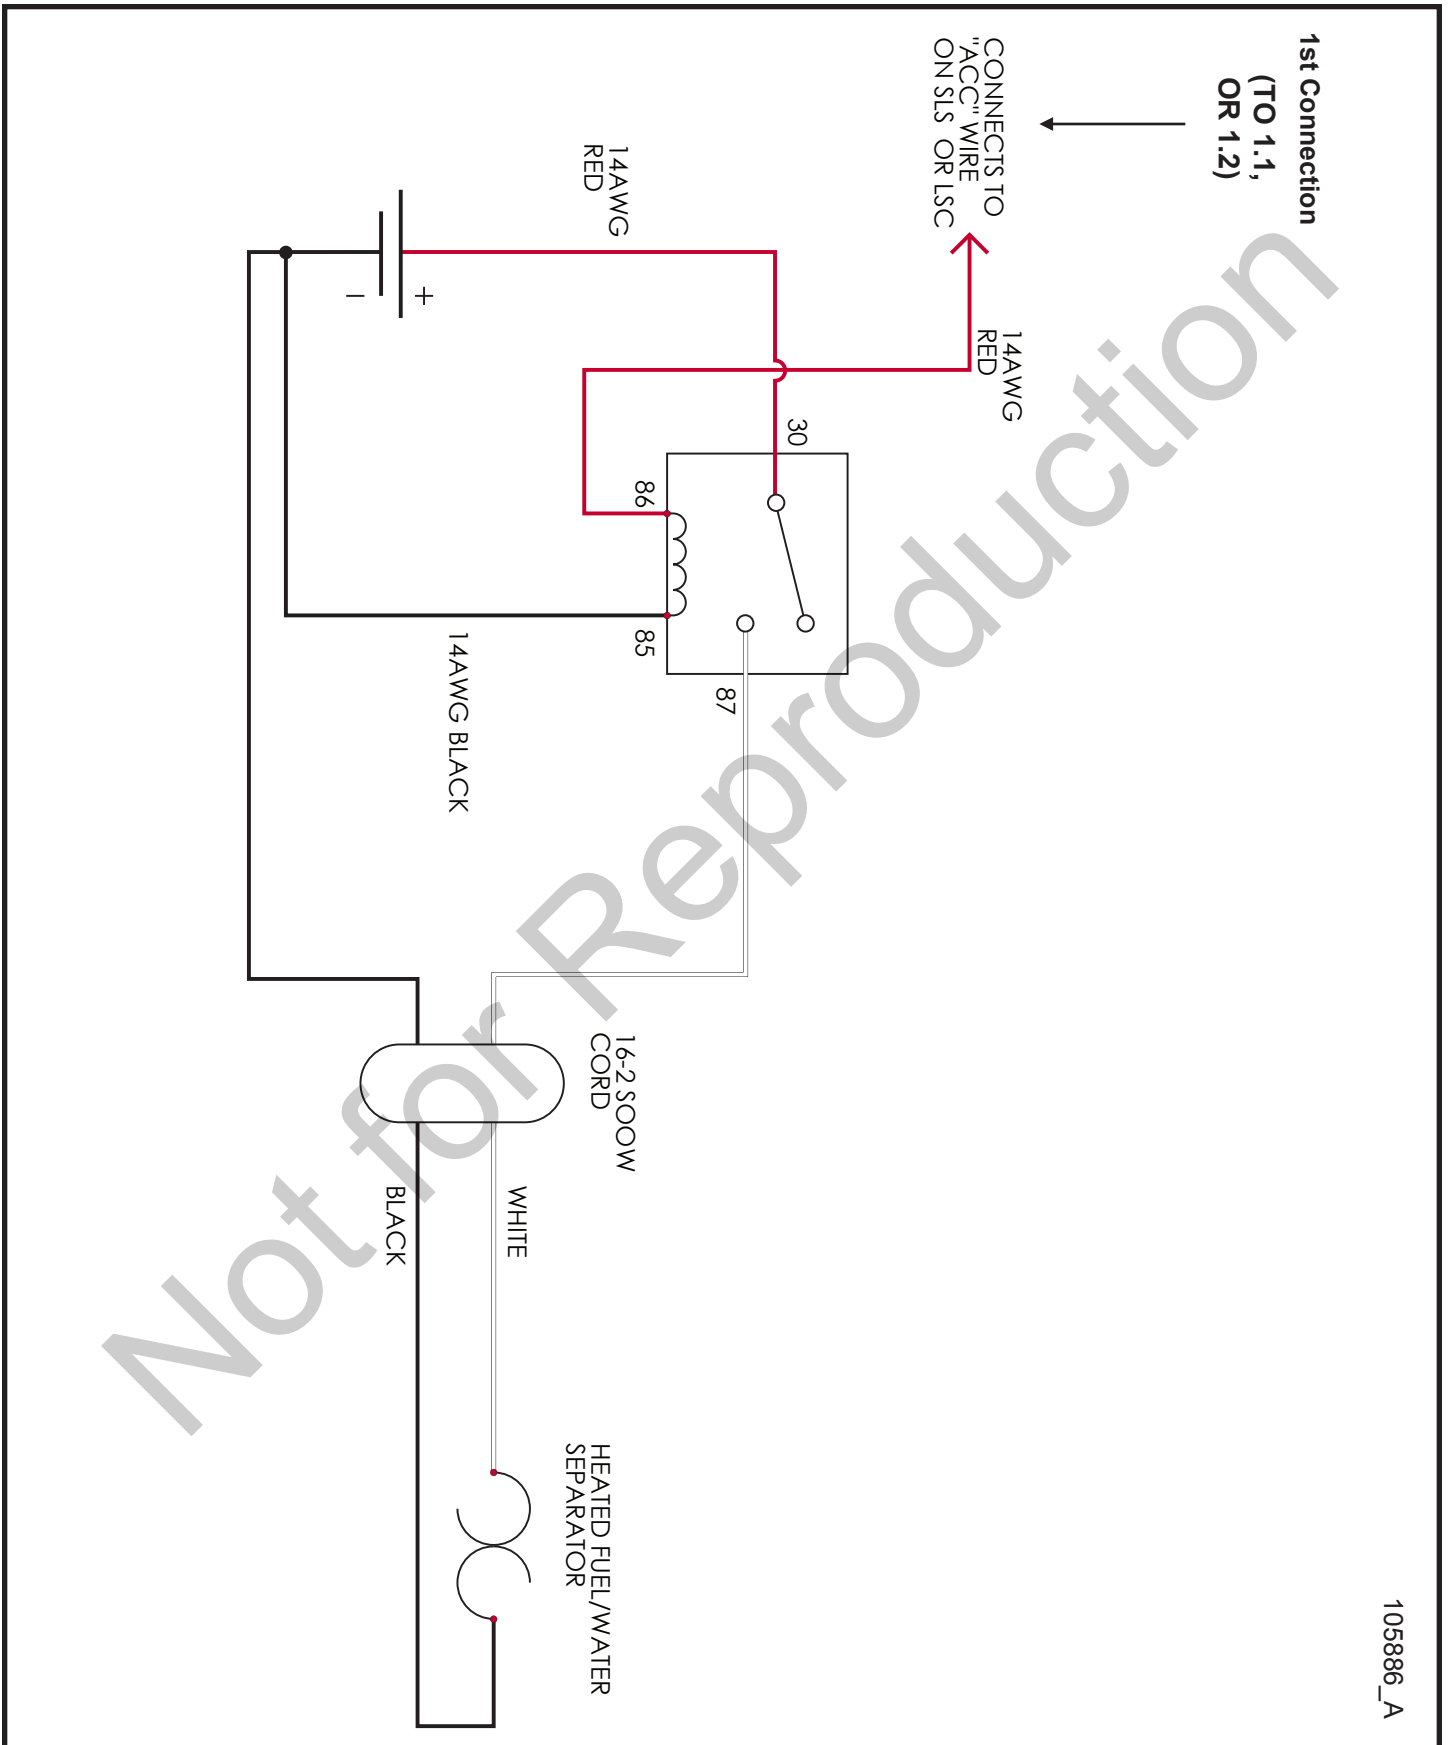 1st Connection
(TO 1.1,
OR 1.2)
CONNECTS TO
"ACC" WIRE
ON SLS OR LSC
14AWG
RED
14AWG
RED
30
86
85
87
+
–
14AWG BLACK
16-2 SOOW
CORD
WHITE
BLACK
HEATED FUEL/WATER
SEPARATOR
105886_A
Not for Reproduction